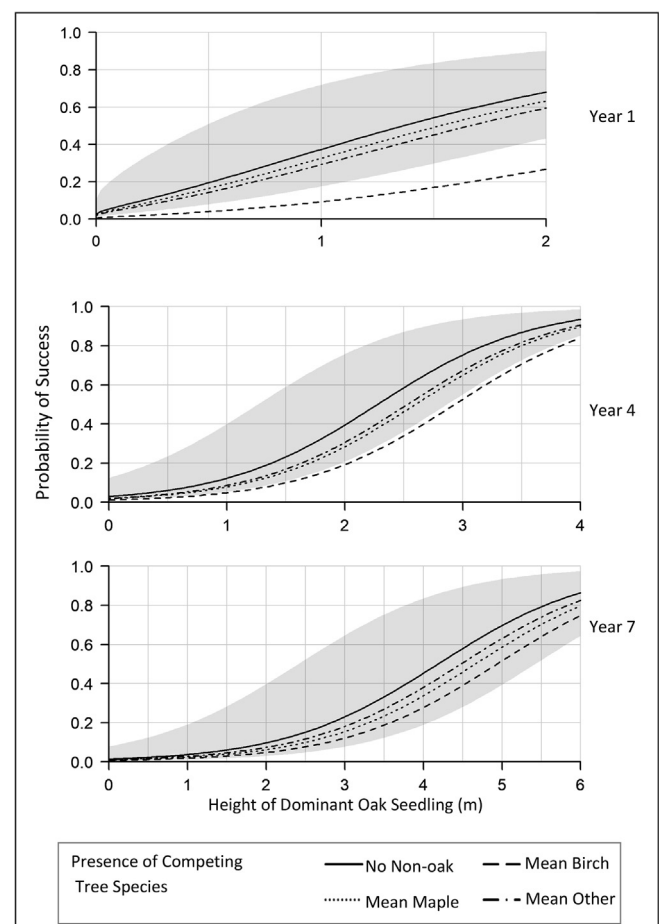 1.0
0.8
0.6
0.4
0.2
0.0
0 1 2
Year 1
Probability of Success
1.0
0.8
0.6
0.4
0.2
0.0
0 1 2 3 4
Year 4
1.0
0.8
0.6
0.4
0.2
0.0
0 1 2 3 4 5 6
Year 7
Height of Dominant Oak Seedling (m)
Presence of Competing
Tree Species
No Non-oak
Mean Birch
Mean Maple
Mean Other